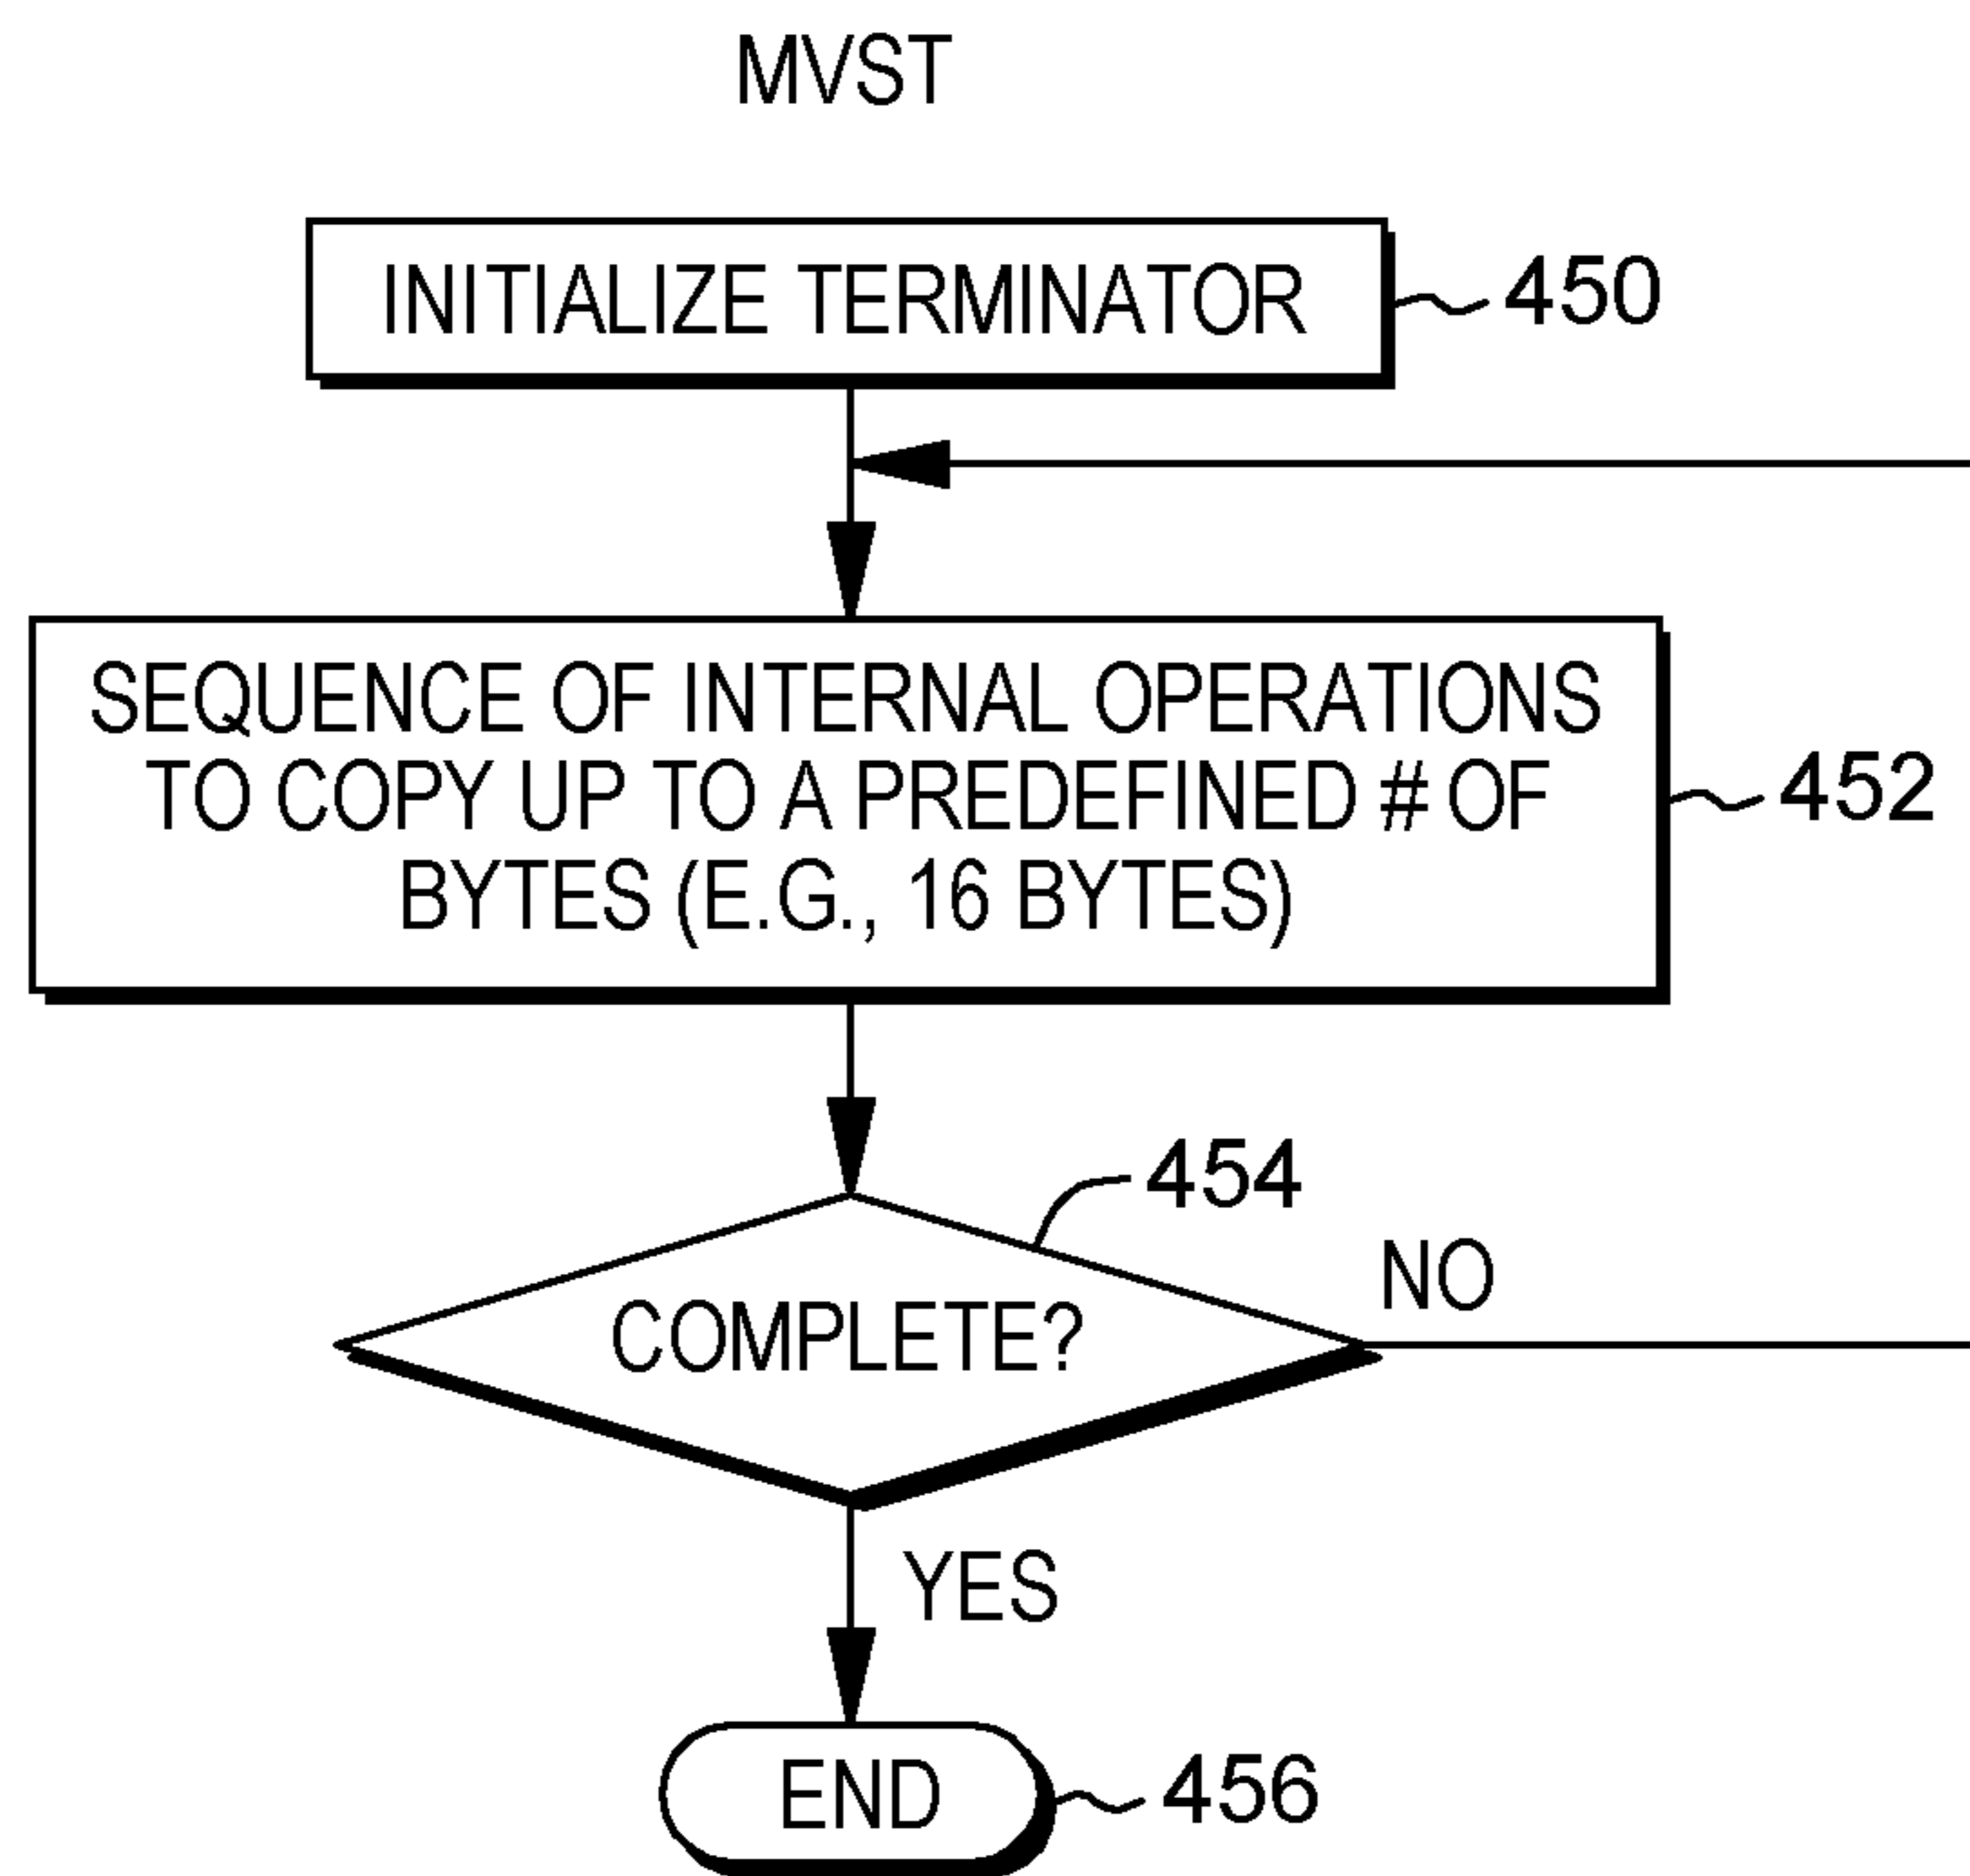 MVST
INITIALIZE TERMINATOR
450
SEQUENCE OF INTERNAL OPERATIONS
TO COPY UP TO A PREDEFINED # OF
BYTES (E.G., 16 BYTES)
452
454
COMPLETE?
NO
YES
END
456